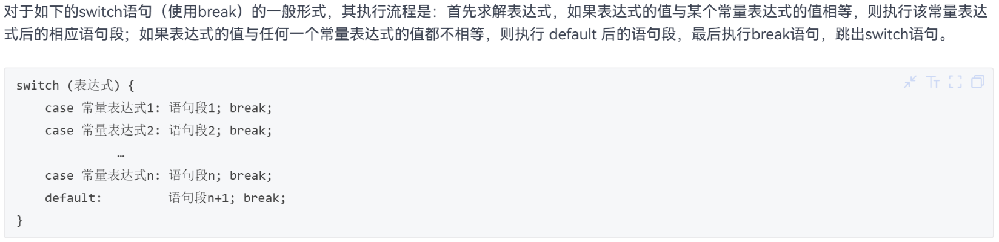 对于如下的switch语句（使用break）的一般形式，其执行流程是：首先求解表达式，如果表达式的值与某个常量表达式的值相等，则执行该常量表达
式后的相应语句段；如果表达式的值与任何一个常量表达式的值都不相等，则执行 default 后的语句段，最后执行break语句，跳出switch语句。
switch (表达式) {
    case 常量表达式1: 语句段1; break;
    case 常量表达式2: 语句段2; break;
              …
    case 常量表达式n: 语句段n; break;
    default:         语句段n+1; break;
}